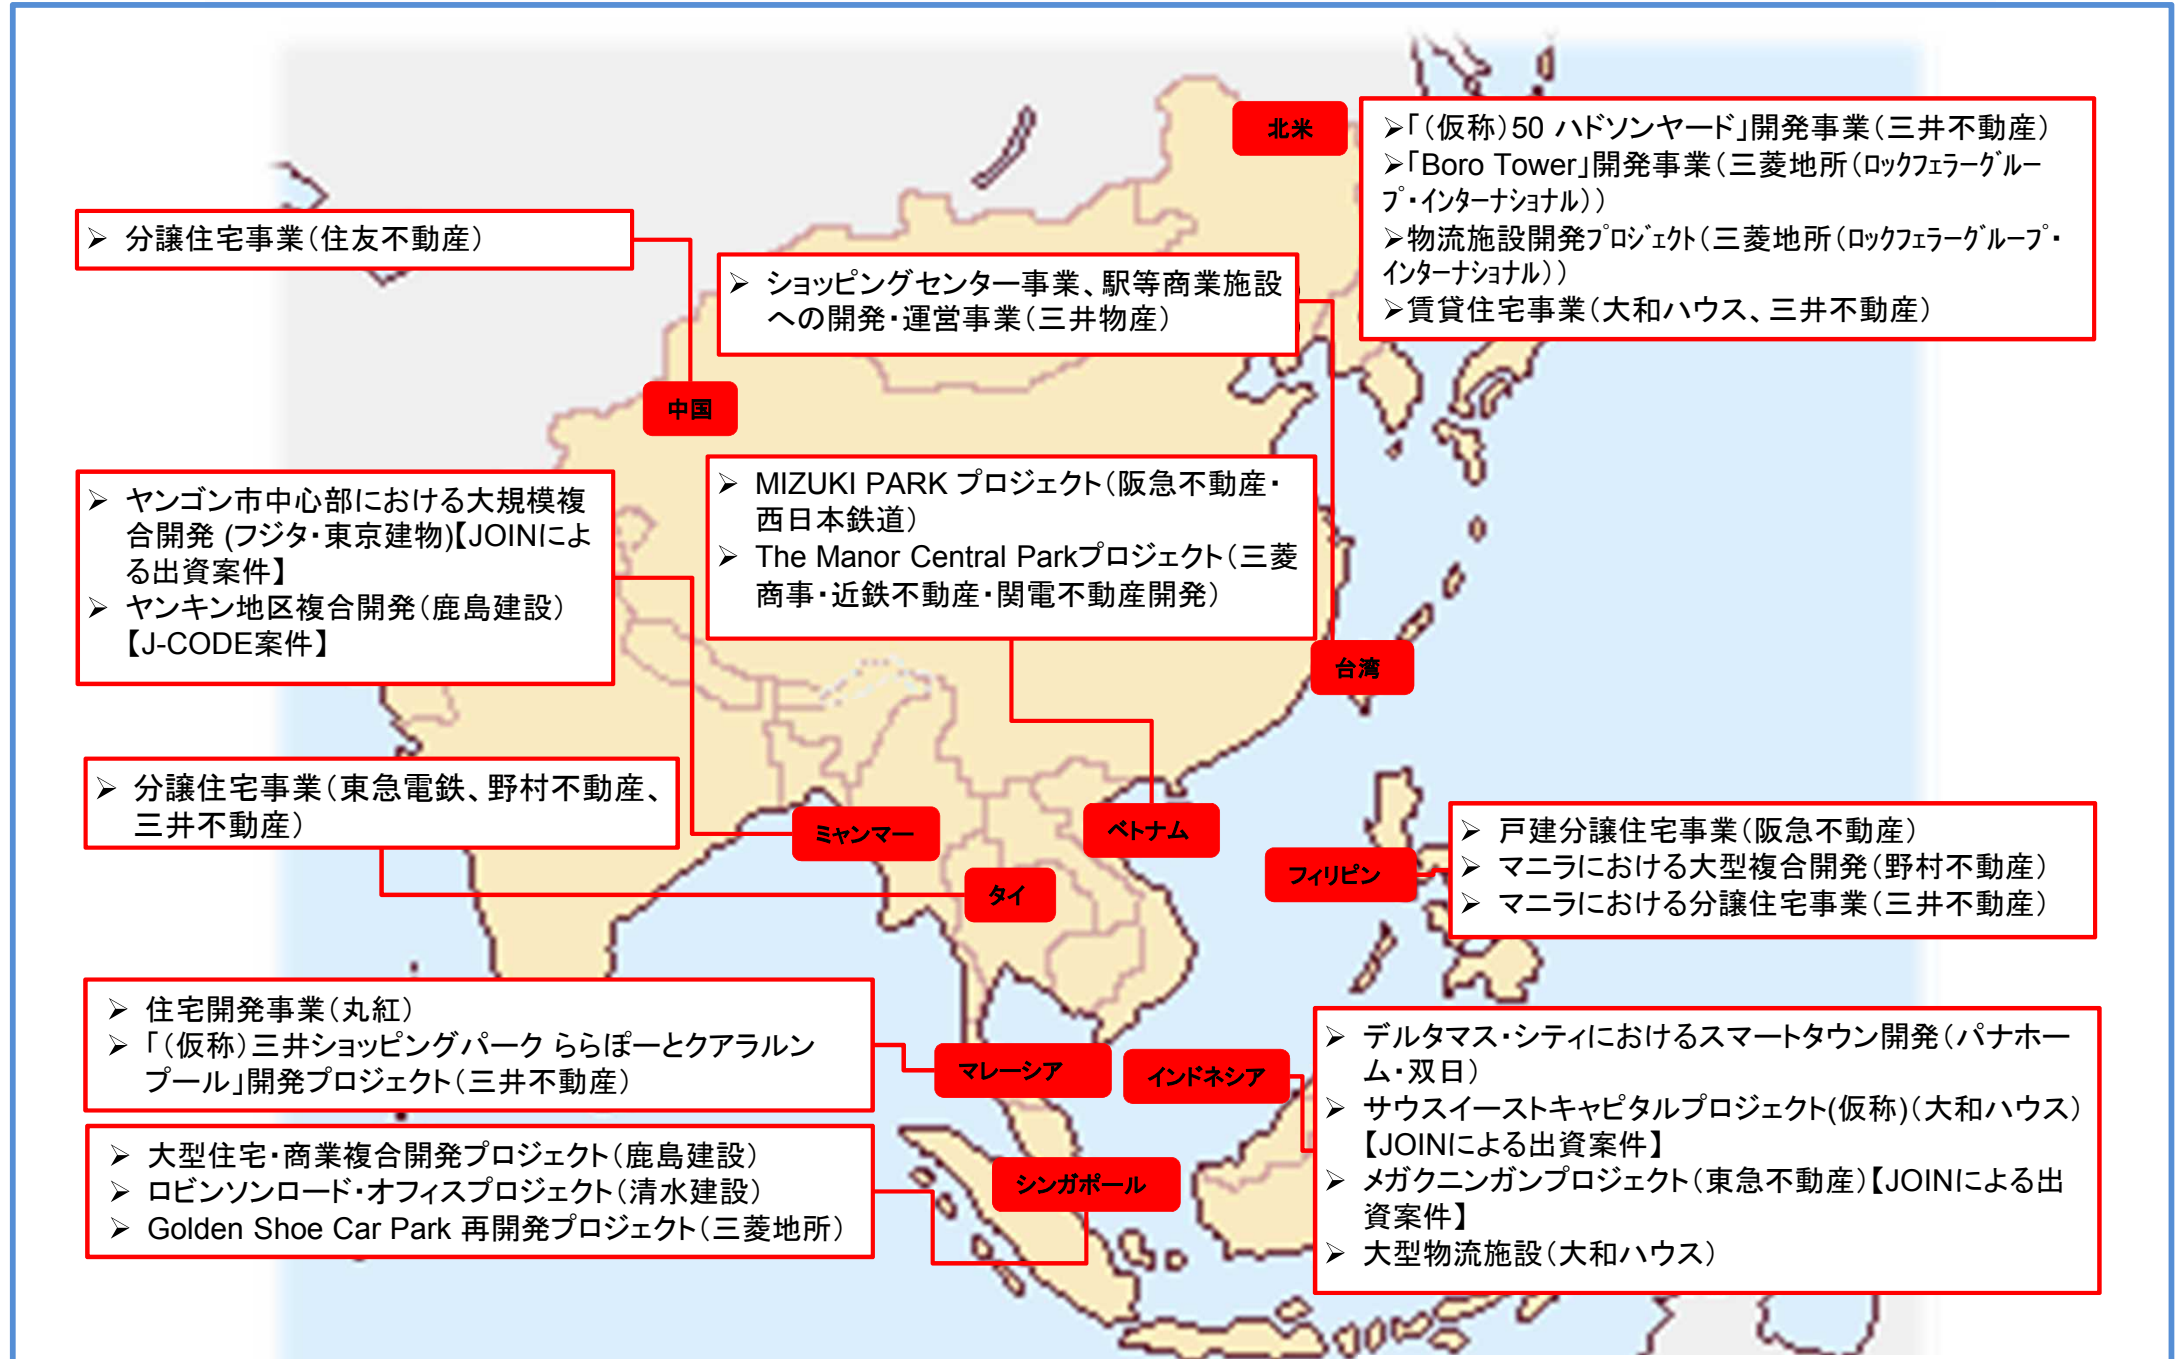 北米
➢「(仮称)50 ハドソンヤード」開発事業(三井不動産)
➢「Boro Tower」開発事業(三菱地所(ロックフェラーグルー
プ・インターナショナル))
➢物流施設開発プロジェクト(三菱地所(ロックフェラーグループ・
インターナショナル))
➢賃貸住宅事業(大和ハウス、三井不動産)
➢ 分譲住宅事業(住友不動産)
中国
➢ ショッピングセンター事業、駅等商業施設
への開発・運営事業(三井物産)
台湾
➢ ヤンゴン市中心部における大規模複
合開発 (フジタ・東京建物)【JOINによ
る出資案件】
➢ ヤンキン地区複合開発(鹿島建設)
【J-CODE案件】
ミャンマー
➢ MIZUKI PARK プロジェクト(阪急不動産・
西日本鉄道)
➢ The Manor Central Parkプロジェクト(三菱
商事・近鉄不動産・関電不動産開発)
ベトナム
➢ 分譲住宅事業(東急電鉄、野村不動産、
三井不動産)
タイ
フィリピン
➢ 戸建分譲住宅事業(阪急不動産)
➢ マニラにおける大型複合開発(野村不動産)
➢ マニラにおける分譲住宅事業(三井不動産)
➢ 住宅開発事業(丸紅)
➢ 「(仮称)三井ショッピングパーク ららぽーとクアラルン
プール」開発プロジェクト(三井不動産)
マレーシア
インドネシア
➢ デルタマス・シティにおけるスマートタウン開発(パナホー
ム・双日)
➢ サウスイーストキャピタルプロジェクト(仮称)(大和ハウス)
【JOINによる出資案件】
➢ メガクニンガンプロジェクト(東急不動産)【JOINによる出
資案件】
➢ 大型物流施設(大和ハウス)
➢ 大型住宅・商業複合開発プロジェクト(鹿島建設)
➢ ロビンソンロード・オフィスプロジェクト(清水建設)
➢ Golden Shoe Car Park 再開発プロジェクト(三菱地所)
シンガポール